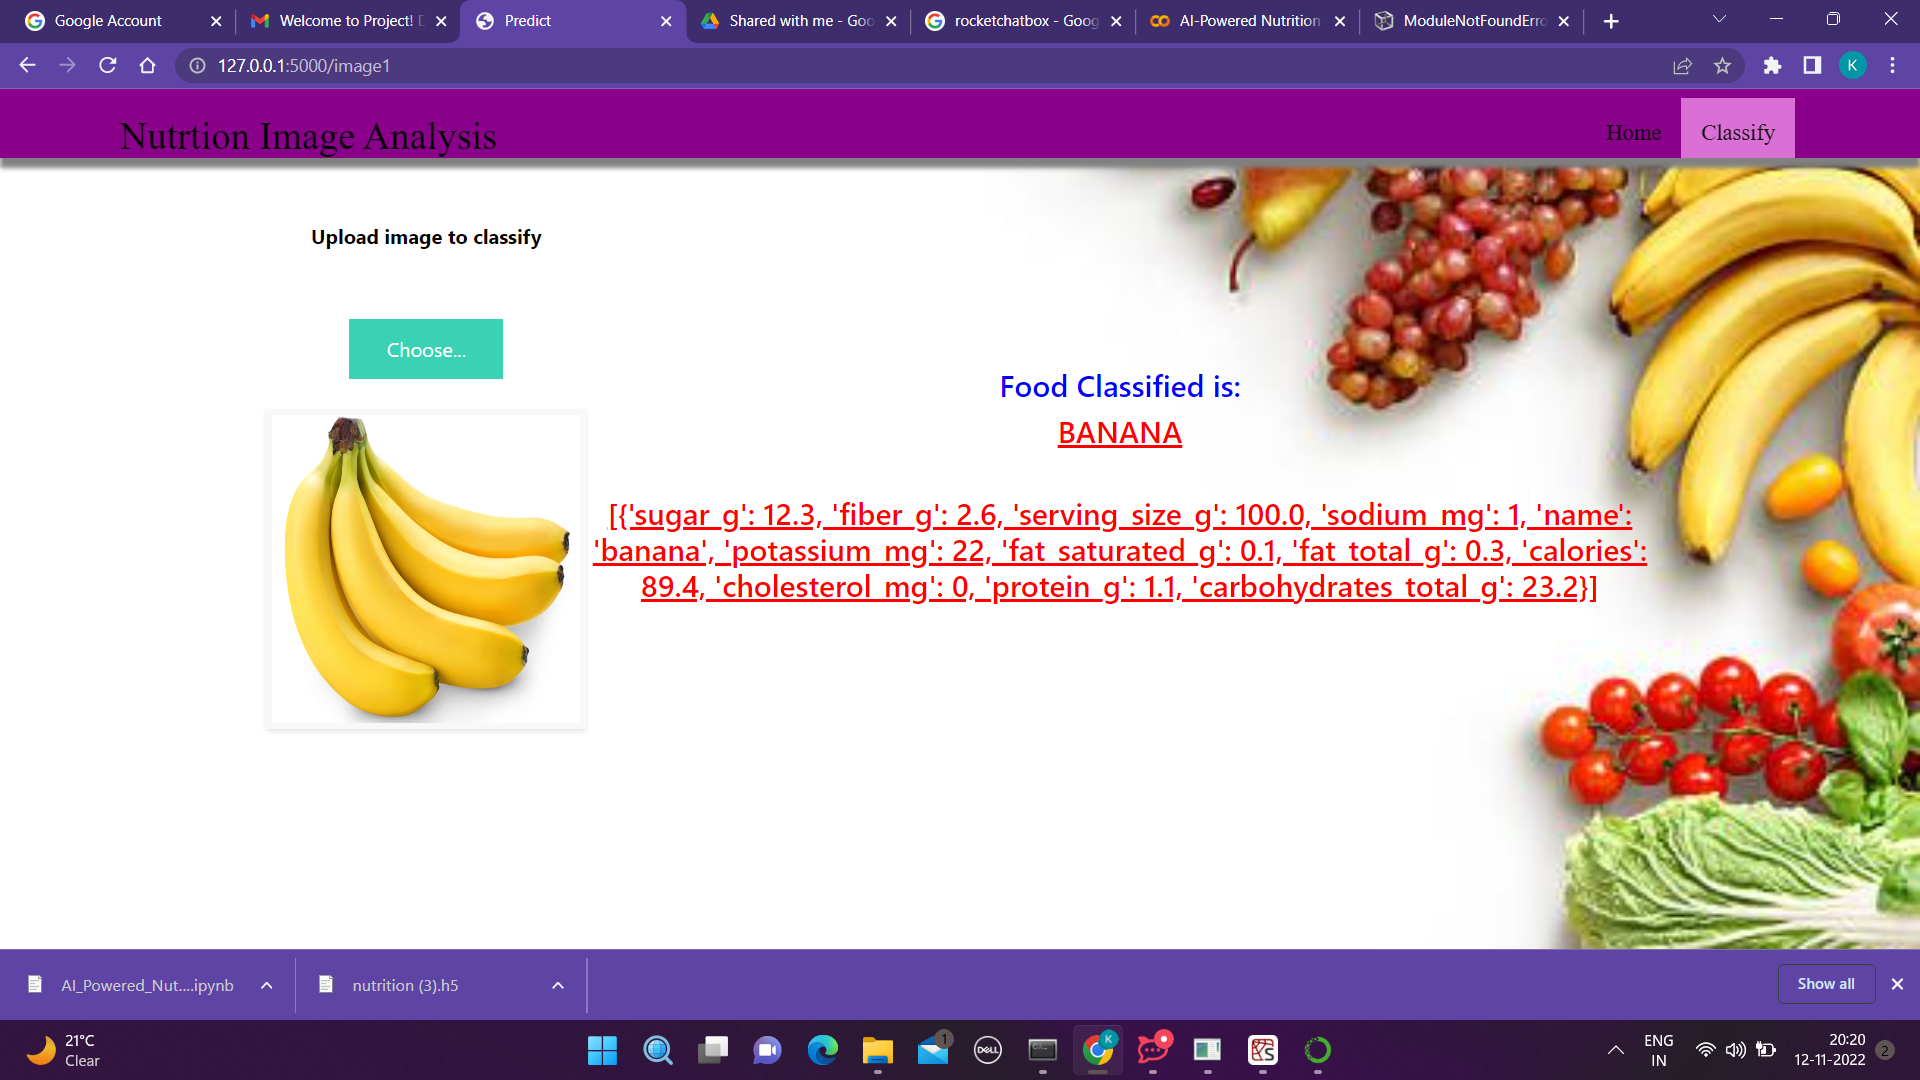 Google Account
Welcome to Project! D
Predict
Shared with me - Goo
rocketchatbox - Goog
AI-Powered Nutrition
ModuleNotFoundErro
127.0.0.1:5000/image1
K
Nutrtion Image Analysis
Home
Classify
Upload image to classify
Choose...
Food Classified is:
BANANA
[{'sugar_g': 12.3, 'fiber_g': 2.6, 'serving_size_g': 100.0, 'sodium_mg': 1, 'name':
'banana', 'potassium_mg': 22, 'fat_saturated_g': 0.1, 'fat_total_g': 0.3, 'calories':
89.4, 'cholesterol_mg': 0, 'protein_g': 1.1, 'carbohydrates_total_g': 23.2}]
AI_Powered_Nut....ipynb
nutrition (3).h5
Show all
21°C
Clear
1
DELL
K
ENG
IN
20:20
12-11-2022
2